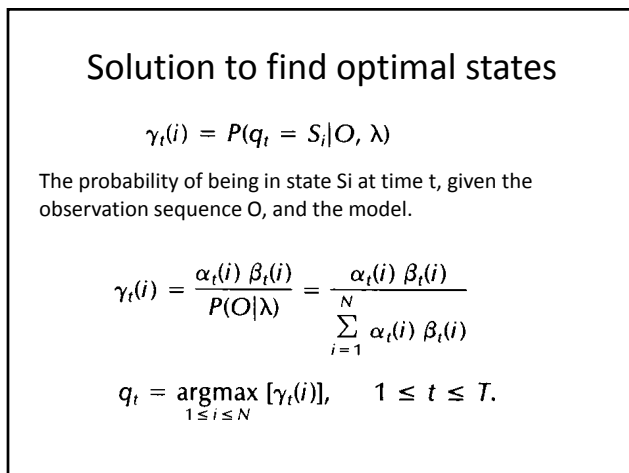 Solution to find optimal states
γₜ(i) = P(qₜ = Sᵢ|O, λ)
The probability of being in state Si at time t, given the
observation sequence O, and the model.
γₜ(i) = αₜ(i) βₜ(i) / P(O|λ) = αₜ(i) βₜ(i) / ∑_{i=1}^{N} αₜ(i) βₜ(i)
qₜ = argmax_{1≤i≤N} [γₜ(i)], 1 ≤ t ≤ T.